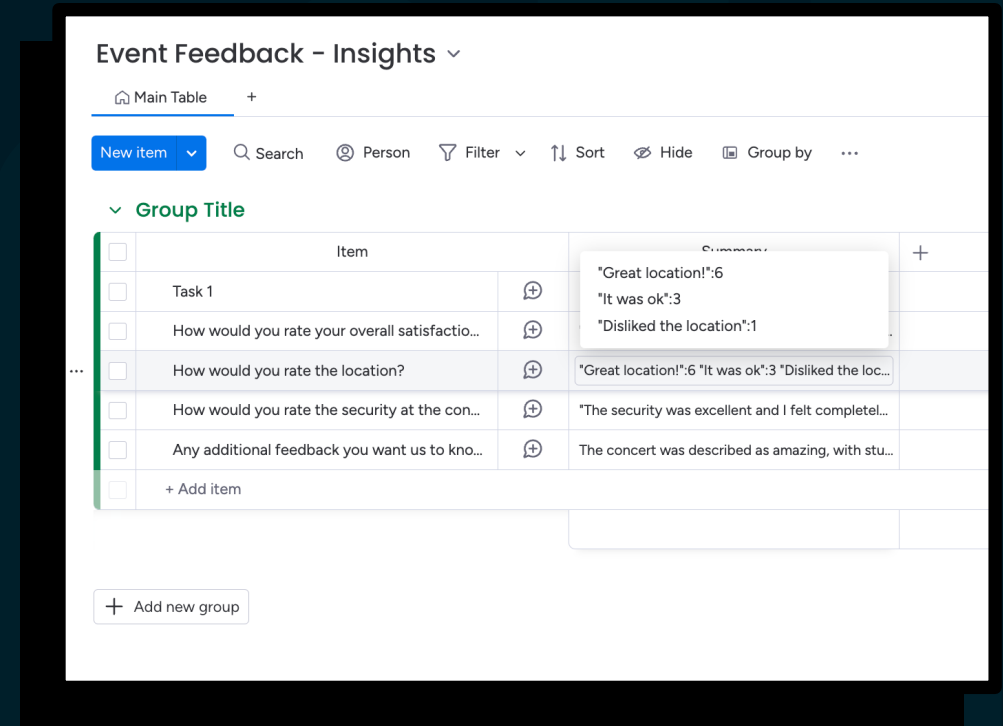 Event Feedback - Insights
Main Table +
New item Search Person Filter Sort Hide Group by ...
Group Title
Item Summary +
"Great location!":6
"It was ok":3
"Disliked the location":1
Task 1
How would you rate your overall satisfactio...
How would you rate the location? "Great location!":6 "It was ok":3 "Disliked the loc...
How would you rate the security at the con... "The security was excellent and I felt completel...
Any additional feedback you want us to kno... The concert was described as amazing, with stu...
+ Add item
+ Add new group